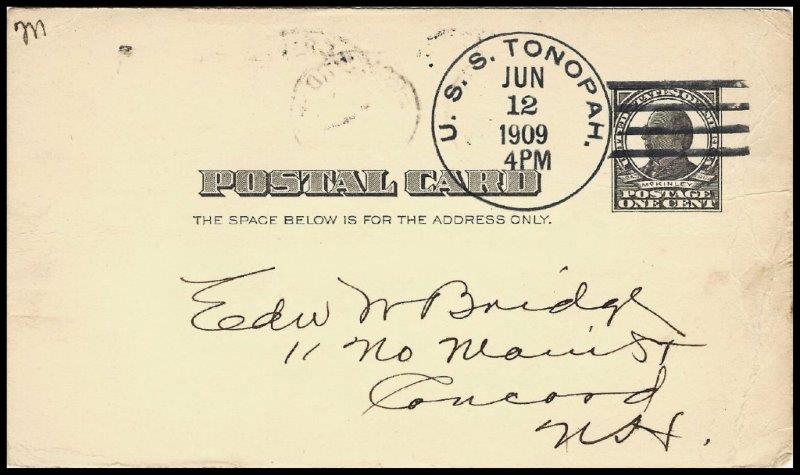 m
U. S. S. TONOPAH.
JUN
12
1909
4PM
UNITED STATES OF AMERICA
McKINLEY
POSTAGE
ONE CENT
POSTAL CARD
THE SPACE BELOW IS FOR THE ADDRESS ONLY.
Edw W Bridge
11 No Main St
Concord
N.H.